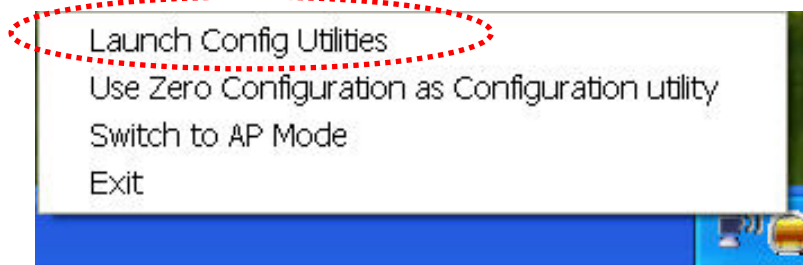 Launch Config Utilities
Use Zero Configuration as Configuration utility
Switch to AP Mode
Exit